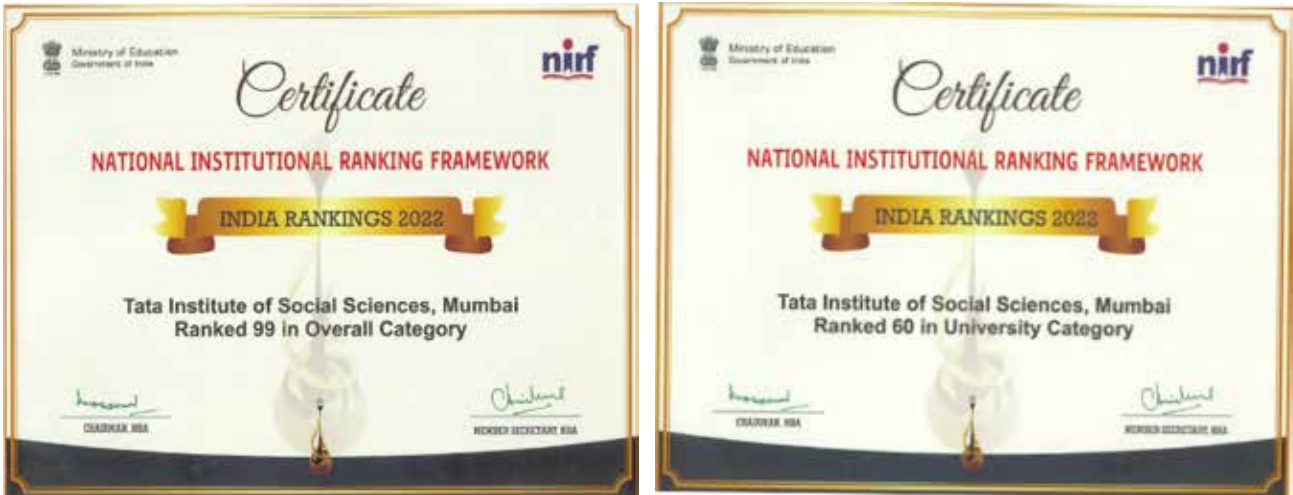 Ministry of Education
Government of India
nirf
Certificate
NATIONAL INSTITUTIONAL RANKING FRAMEWORK
INDIA RANKINGS 2022
Tata Institute of Social Sciences, Mumbai
Ranked 99 in Overall Category
CHAIRMAN, NBA
MEMBER SECRETARY, NBA
Ministry of Education
Government of India
nirf
Certificate
NATIONAL INSTITUTIONAL RANKING FRAMEWORK
INDIA RANKINGS 2022
Tata Institute of Social Sciences, Mumbai
Ranked 60 in University Category
CHAIRMAN, NBA
MEMBER SECRETARY, NBA